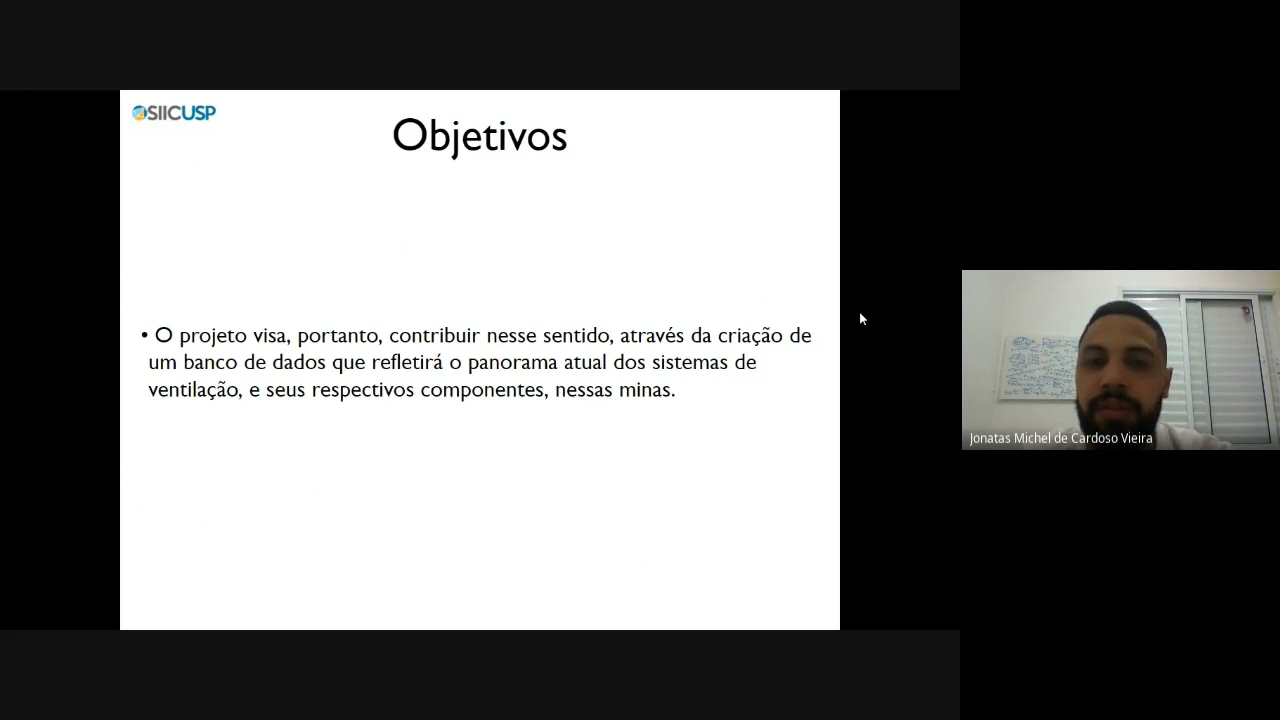 SIICUSP
Objetivos
• O projeto visa, portanto, contribuir nesse sentido, através da criação de
um banco de dados que refletirá o panorama atual dos sistemas de
ventilação, e seus respectivos componentes, nessas minas.
Jonatas Michel de Cardoso Vieira